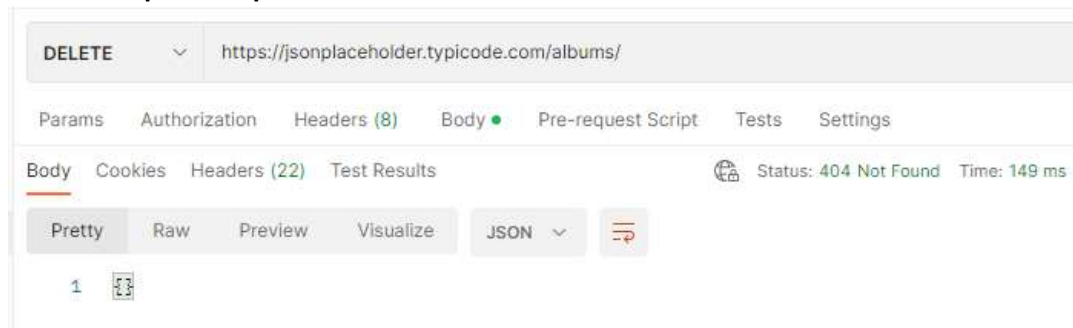 DELETE https://jsonplaceholder.typicode.com/albums/
Params Authorization Headers (8) Body Pre-request Script Tests Settings
Body Cookies Headers (22) Test Results Status: 404 Not Found Time: 149 ms
Pretty Raw Preview Visualize JSON
1 {}